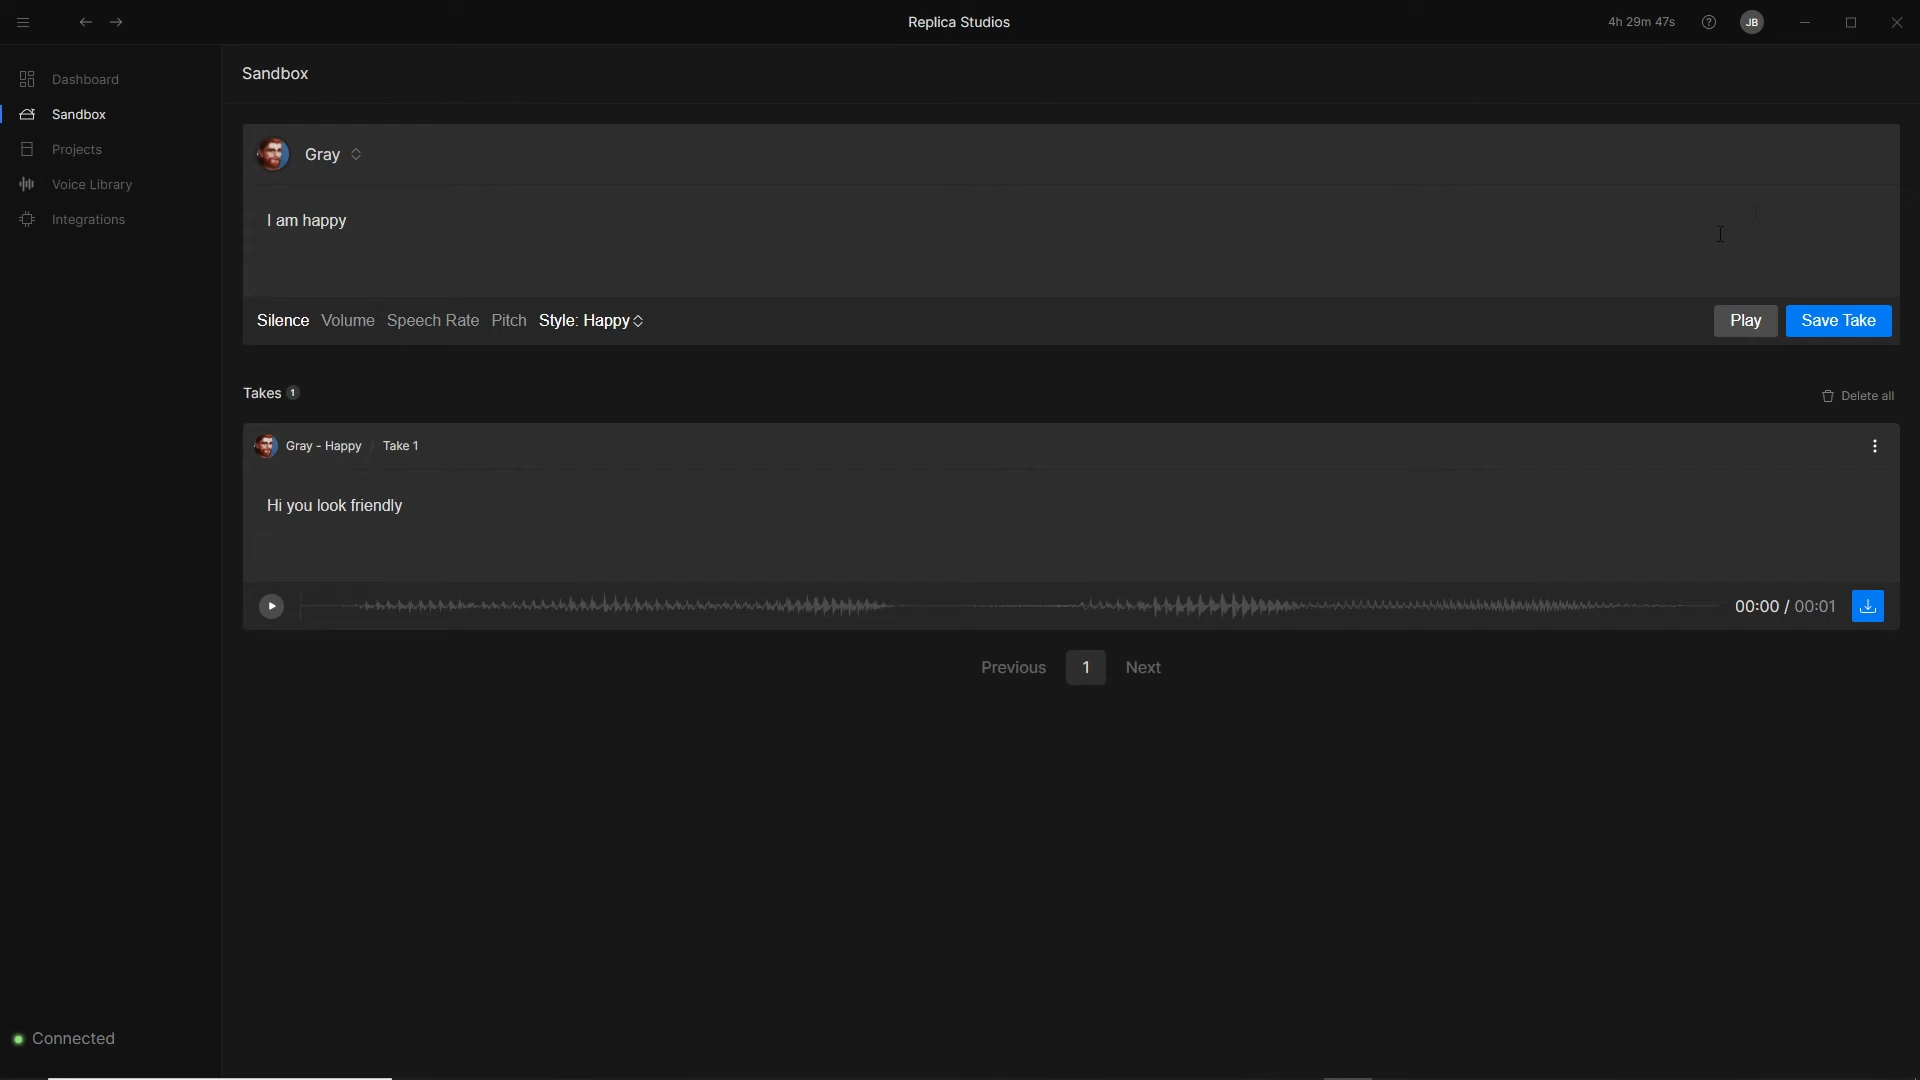 Replica Studios
4h 29m 47s
JB
Dashboard
Sandbox
Projects
Voice Library
Integrations
Sandbox
Gray
I am happy
Silence Volume Speech Rate Pitch Style: Happy
Play Save Take
Takes 1
Delete all
Gray - Happy / Take 1
Hi you look friendly
00:00 / 00:01
Previous 1 Next
Connected